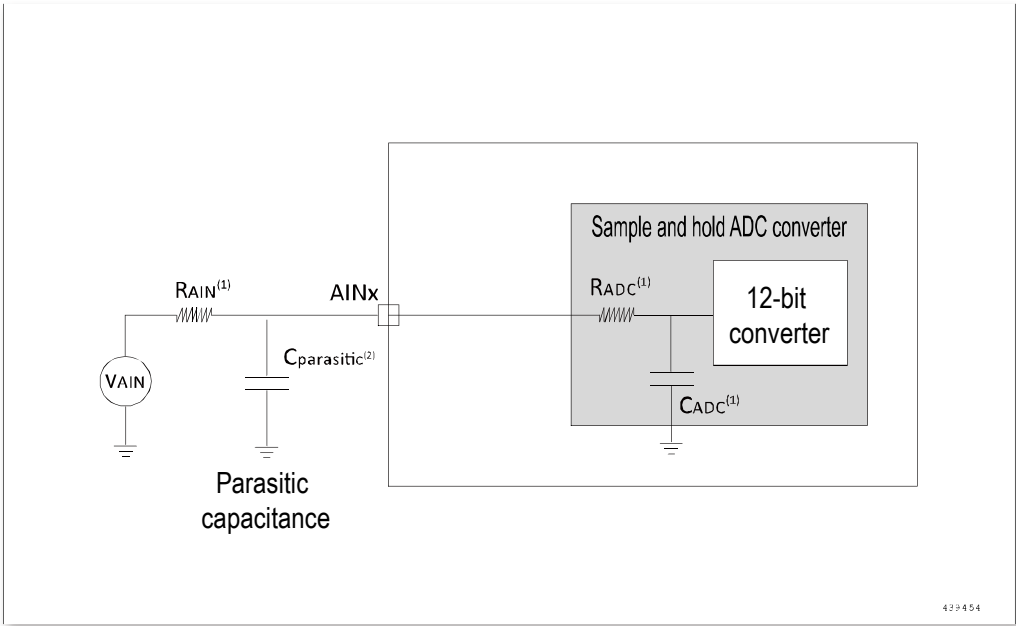 Sample and hold ADC converter
RAIN(1)
AINx
RADC(1)
12-bit
converter
VAIN
Cparasitic(2)
CADC(1)
Parasitic
capacitance
439454